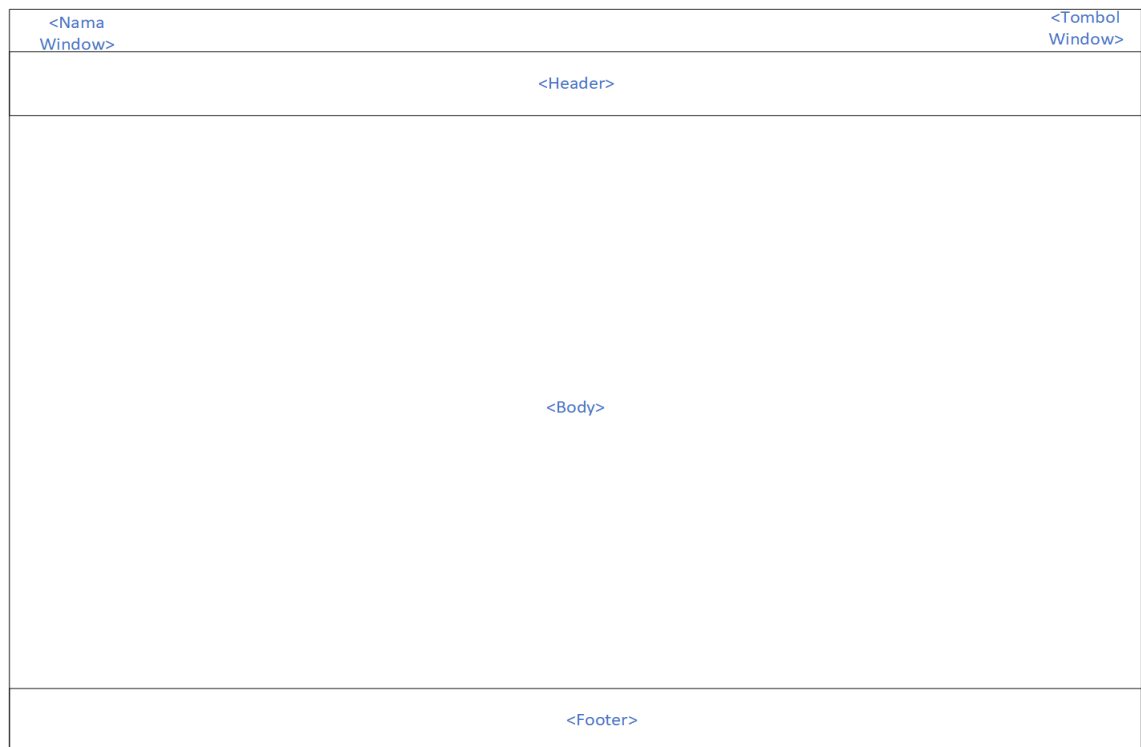 <Nama
Window>
<Tombol
Window>
<Header>
<Body>
<Footer>